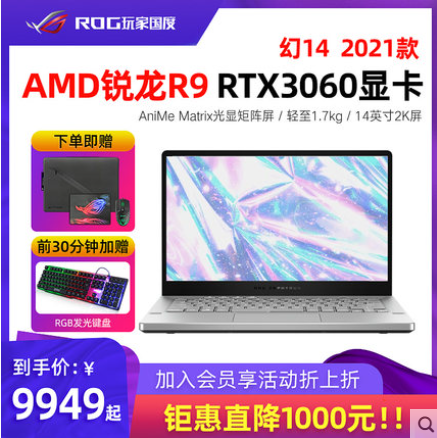 ROG玩家国度
幻14 2021款
AMD锐龙R9 RTX3060显卡
AniMe Matrix光显矩阵屏 / 轻至1.7kg / 14英寸2K屏
下单即赠
前30分钟加赠
RGB发光键盘
到手价：¥
9949起
加入会员享活动折上折
钜惠直降1000元！！